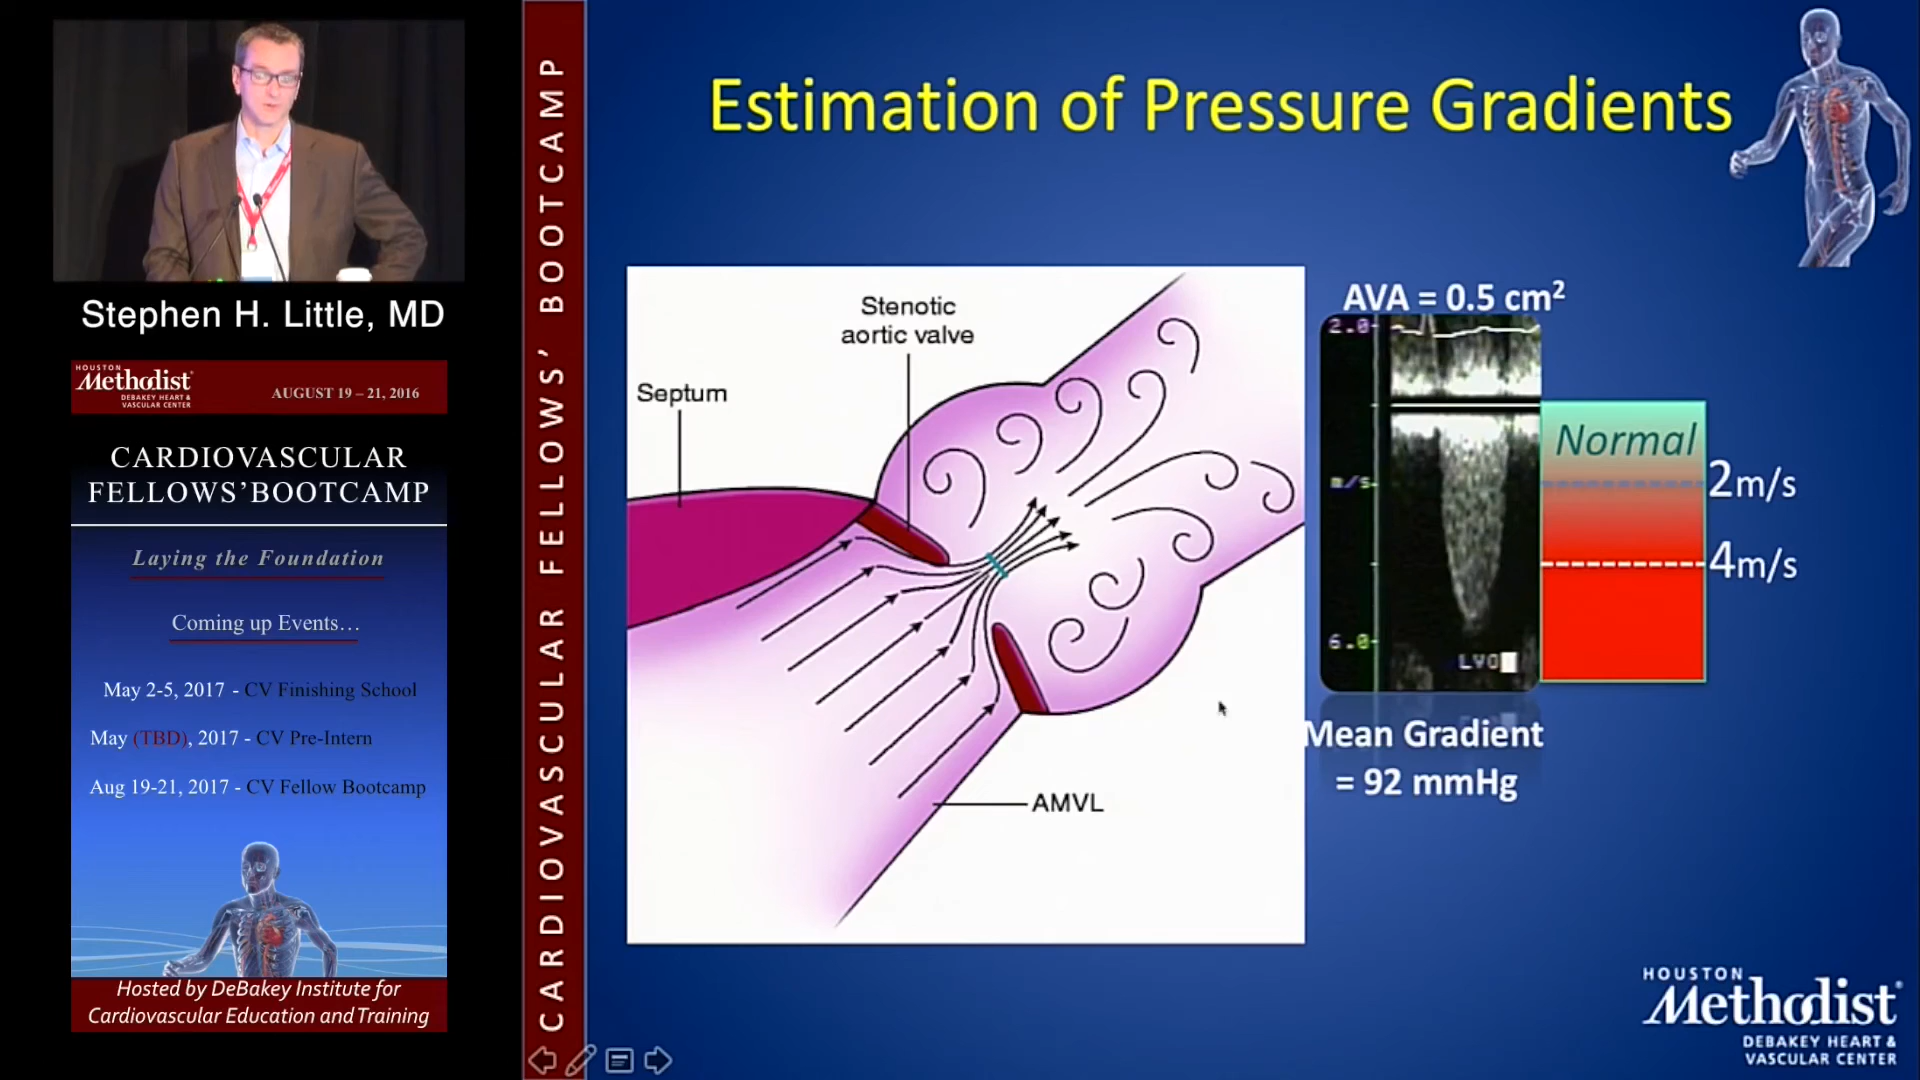 Stephen H. Little, MD
HOUSTON
Methodist
DEBAKEY HEART &
VASCULAR CENTER
AUGUST 19 – 21, 2016
CARDIOVASCULAR
FELLOWS’BOOTCAMP
Laying the Foundation
Coming up Events…
May 2-5, 2017 - CV Finishing School
May (TBD), 2017 - CV Pre-Intern
Aug 19-21, 2017 - CV Fellow Bootcamp
Hosted by DeBakey Institute for
Cardiovascular Education and Training
CARDIOVASCULAR FELLOWS’ BOOTCAMP
Estimation of Pressure Gradients
Stenotic
aortic valve
Septum
AMVL
AVA = 0.5 cm²
2.0
m/s
6.0
LVO
Normal
2m/s
4m/s
Mean Gradient
= 92 mmHg
HOUSTON
Methodist
DEBAKEY HEART &
VASCULAR CENTER